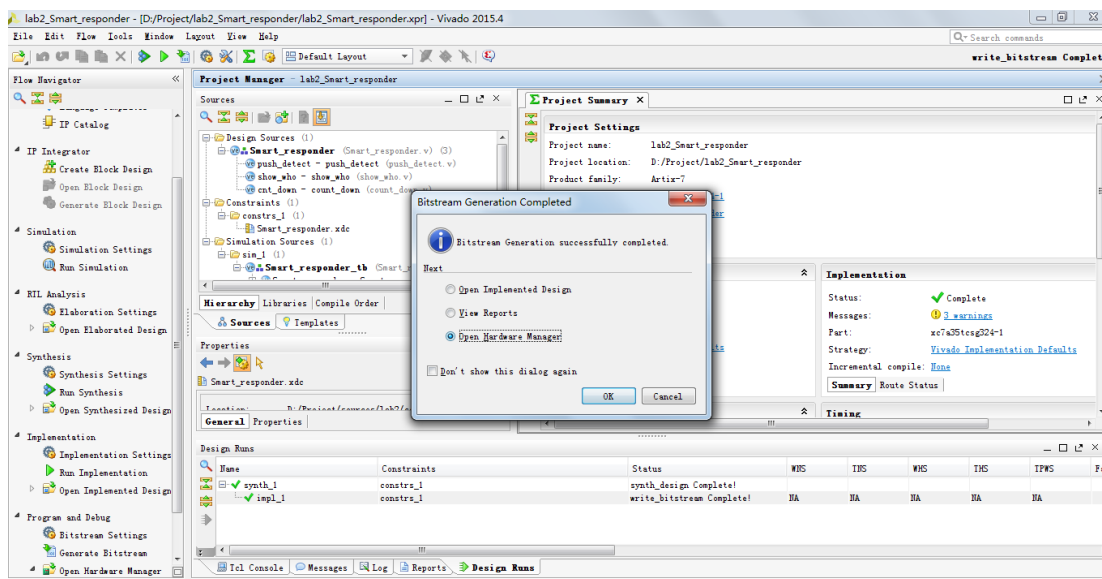 lab2_Smart_responder - [D:/Project/lab2_Smart_responder/lab2_Smart_responder.xpr] - Vivado 2015.4
File Edit Flow Tools Window Layout View Help
Search commands
Default Layout
write_bitstream Complet
Flow Navigator
IP Catalog
IP Integrator
Create Block Design
Open Block Design
Generate Block Design
Simulation
Simulation Settings
Run Simulation
RTL Analysis
Elaboration Settings
Open Elaborated Design
Synthesis
Synthesis Settings
Run Synthesis
Open Synthesized Design
Implementation
Implementation Settings
Run Implementation
Open Implemented Design
Program and Debug
Bitstream Settings
Generate Bitstream
Open Hardware Manager
Project Manager - lab2_Smart_responder
Sources
Design Sources (1)
Smart_responder (Smart_responder.v) (3)
push_detect - push_detect (push_detect.v)
show_who - show_who (show_who.v)
cnt_down - count_down (count_dow
Constraints (1)
constrs_1 (1)
Smart_responder.xdc
Simulation Sources (1)
sim_1 (1)
Smart_responder_tb (Smart_r
Hierarchy Libraries Compile Order
Sources Templates
Properties
Smart_responder.xdc
General Properties
Project Summary
Project Settings
Project name: lab2_Smart_responder
Project location: D:/Project/lab2_Smart_responder
Product family: Artix-7
Implementation
Status: Complete
Messages: 3 warnings
Part: xc7a35tcsg324-1
Strategy: Vivado Implementation Defaults
Incremental compile: None
Summary Route Status
Timing
Bitstream Generation Completed
Bitstream Generation successfully completed.
Next
Open Implemented Design
View Reports
Open Hardware Manager
Don't show this dialog again
OK Cancel
Design Runs
Name Constraints Status WNS TNS WHS THS TPWS F
synth_1 constrs_1 synth_design Complete!
impl_1 constrs_1 write_bitstream Complete! NA NA NA NA NA
Tcl Console Messages Log Reports Design Runs